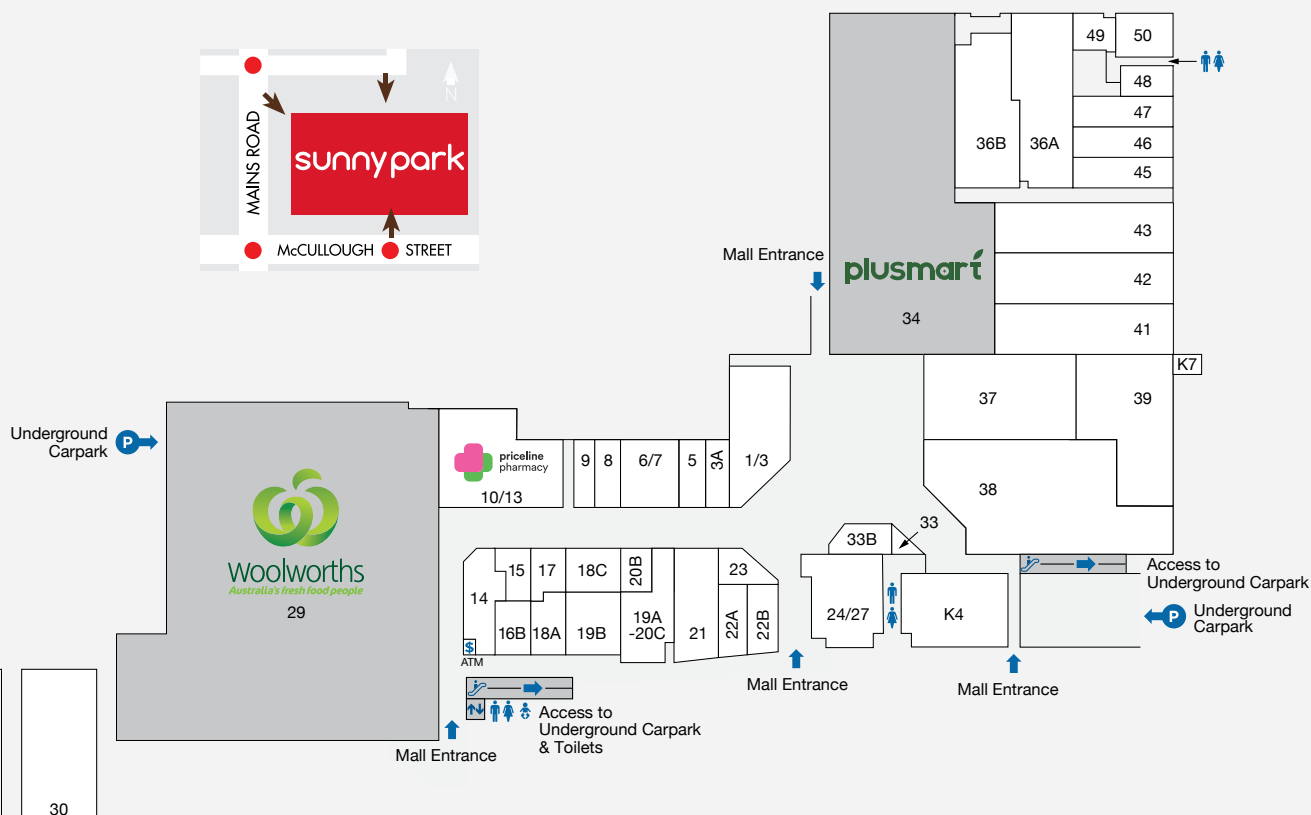 MAINS ROAD
N
sunnypark
McCULLOUGH STREET
49
50
48
47
46
45
36B
36A
43
42
41
Mall Entrance
plusmart
34
K7
37
39
38
Underground
Carpark
P
Woolworths
Australia's fresh food people
29
priceline
pharmacy
10/13
9
8
6/7
5
3A
1/3
33
33B
14
15
17
18C
20B
23
16B
18A
19B
19A
-20C
21
22A
22B
24/27
K4
$
ATM
Access to
Underground Carpark
P
Underground
Carpark
Mall Entrance
Mall Entrance
Access to
Underground Carpark
& Toilets
Mall Entrance
30